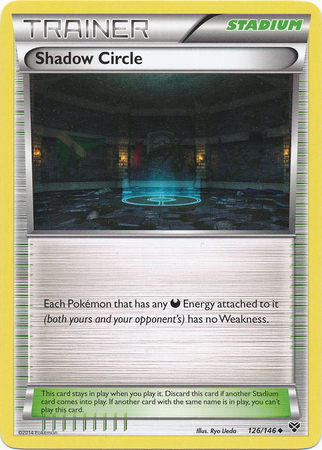 TRAINER STADIUM
Shadow Circle
Each Pokémon that has any Energy attached to it
(both yours and your opponent's) has no Weakness.
This card stays in play when you play it. Discard this card if another Stadium
card comes into play. If another card with the same name is in play, you can't
play this card.
©2014 Pokémon Illus. Ryo Ueda 126/146